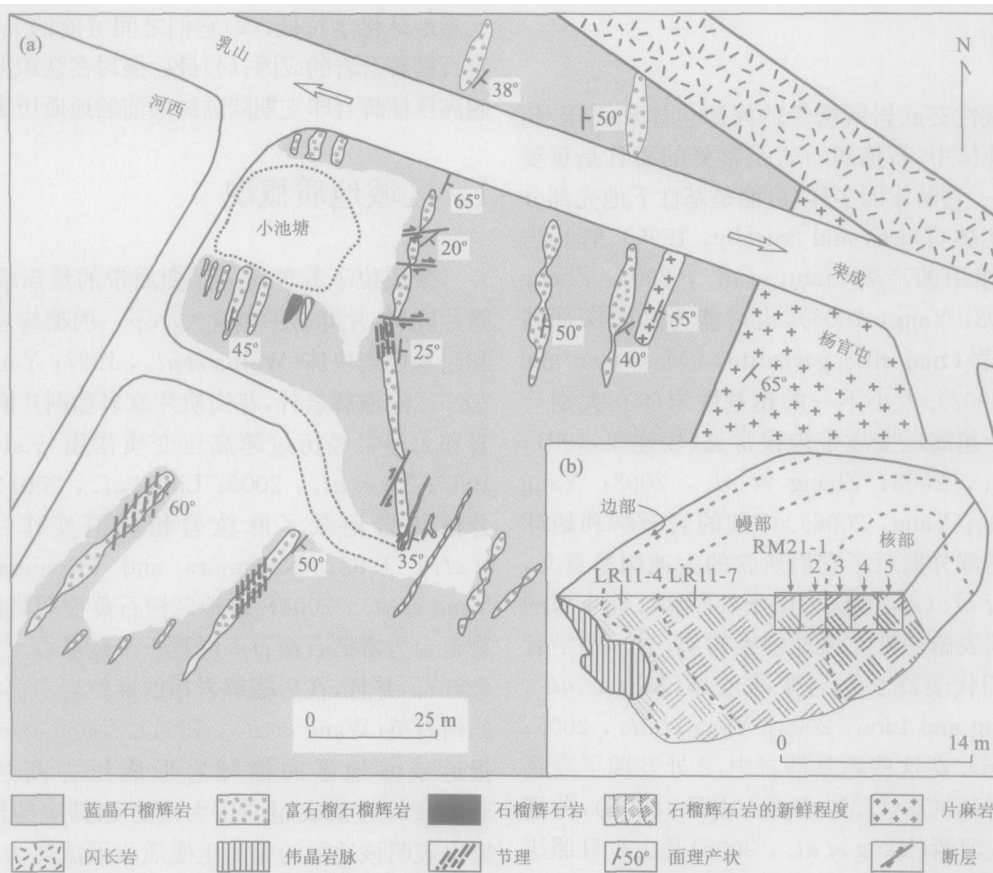 (a)
乳山
河西
38°
50°
N
65°
小池塘
20°
荣成
杨官屯
50°
40°
55°
65°
45°
25°
60°
50°
35°
0 25 m
(b)
边部
幔部
核部
LR11-4 LR11-7
RM21-1
2 3 4 5
0 14 m
蓝晶石榴辉岩 富石榴石榴辉岩 石榴辉石岩 石榴辉石岩的新鲜程度 片麻岩
闪长岩 伟晶岩脉 节理 50° 面理产状 断层